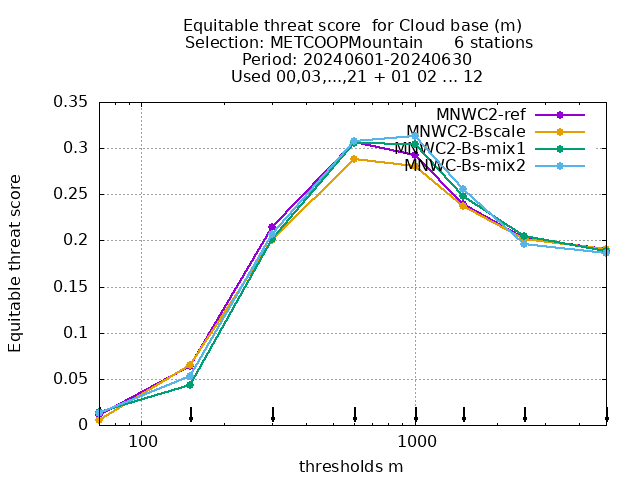 Equitable threat score  for Cloud base (m)
Selection: METCOOPMountain      6 stations
Period: 20240601-20240630
Used 00,03,...,21 + 01 02 ... 12
0.35
0.3
0.25
0.2
0.15
0.1
0.05
0
Equitable threat score
MNWC2-ref
MNWC2-Bscale
MNWC2-Bs-mix1
MNWC-Bs-mix2
100
1000
thresholds m